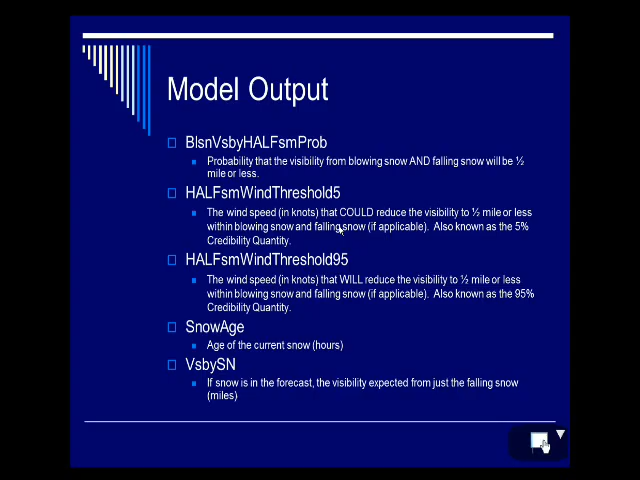 Model Output
BlsnVsbyHALFsmProb
Probability that the visibility from blowing snow AND falling snow will be ½
mile or less.
HALFsmWindThreshold5
The wind speed (in knots) that COULD reduce the visibility to ½ mile or less
within blowing snow and falling snow (if applicable). Also known as the 5%
Credibility Quantity.
HALFsmWindThreshold95
The wind speed (in knots) that WILL reduce the visibility to ½ mile or less
within blowing snow and falling snow (if applicable). Also known as the 95%
Credibility Quantity.
SnowAge
Age of the current snow (hours)
VsbySN
If snow is in the forecast, the visibility expected from just the falling snow
(miles)